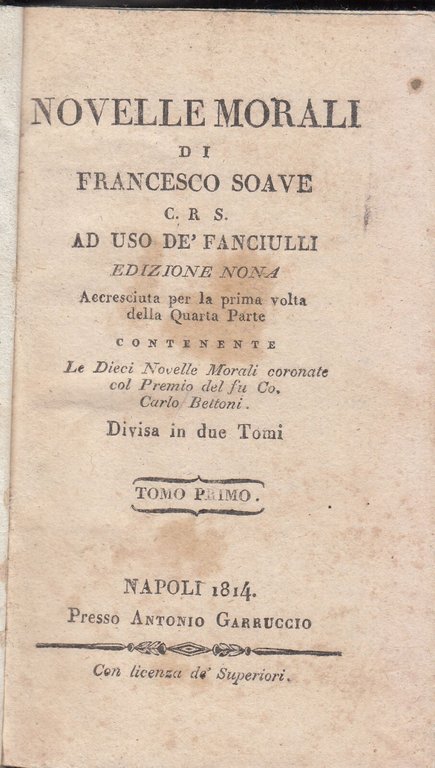 NOVELLE MORALI
DI
FRANCESCO SOAVE
C. R S.
AD USO DE' FANCIULLI
EDIZIONE NONA
Accresciuta per la prima volta
della Quarta Parte
CONTENENTE
Le Dieci Novelle Morali coronate
col Premio del fu Co.
Carlo Bettoni.
Divisa in due Tomi
TOMO PRIMO.
NAPOLI 1814.
Presso ANTONIO GARRUCCIO
Con licenza de' Superiori.